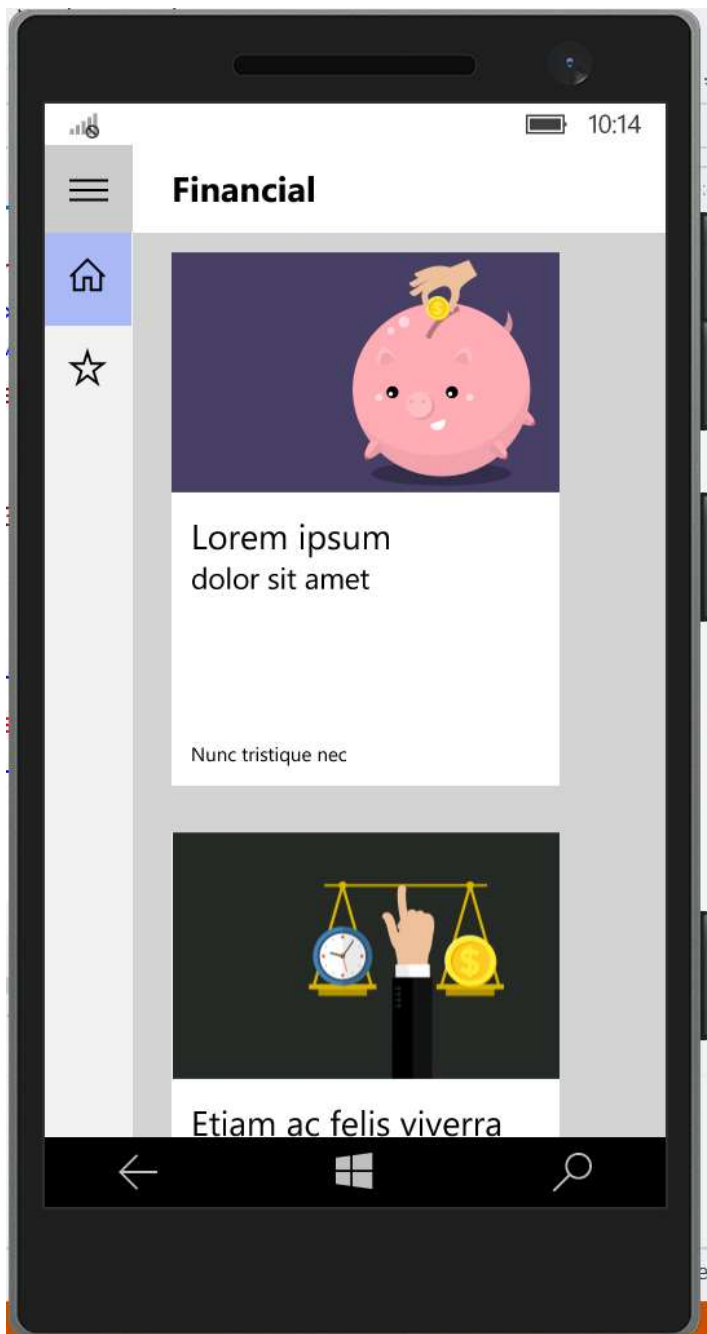 10:14
Financial
Lorem ipsum
dolor sit amet
Nunc tristique nec
Etiam ac felis viverra